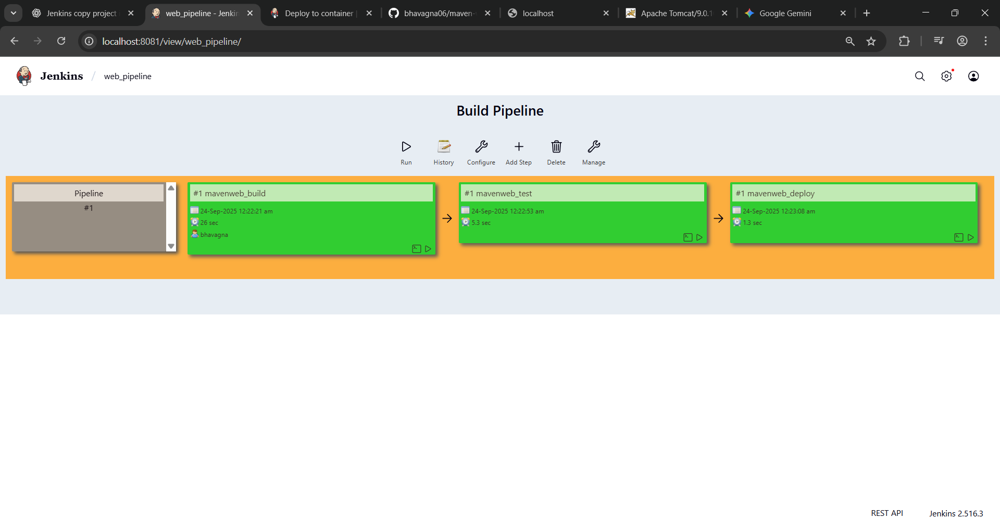 Jenkins copy project
web_pipeline - Jenkin
Deploy to container
bhavagna06/maven-
localhost
Apache Tomcat/9.0.1
Google Gemini
localhost:8081/view/web_pipeline/
Jenkins / web_pipeline
Build Pipeline
Run
History
Configure
Add Step
Delete
Manage
Pipeline
#1
#1 mavenweb_build
24-Sep-2025 12:22:21 am
26 sec
bhavagna
#1 mavenweb_test
24-Sep-2025 12:22:53 am
5.3 sec
#1 mavenweb_deploy
24-Sep-2025 12:23:08 am
1.3 sec
REST API
Jenkins 2.516.3